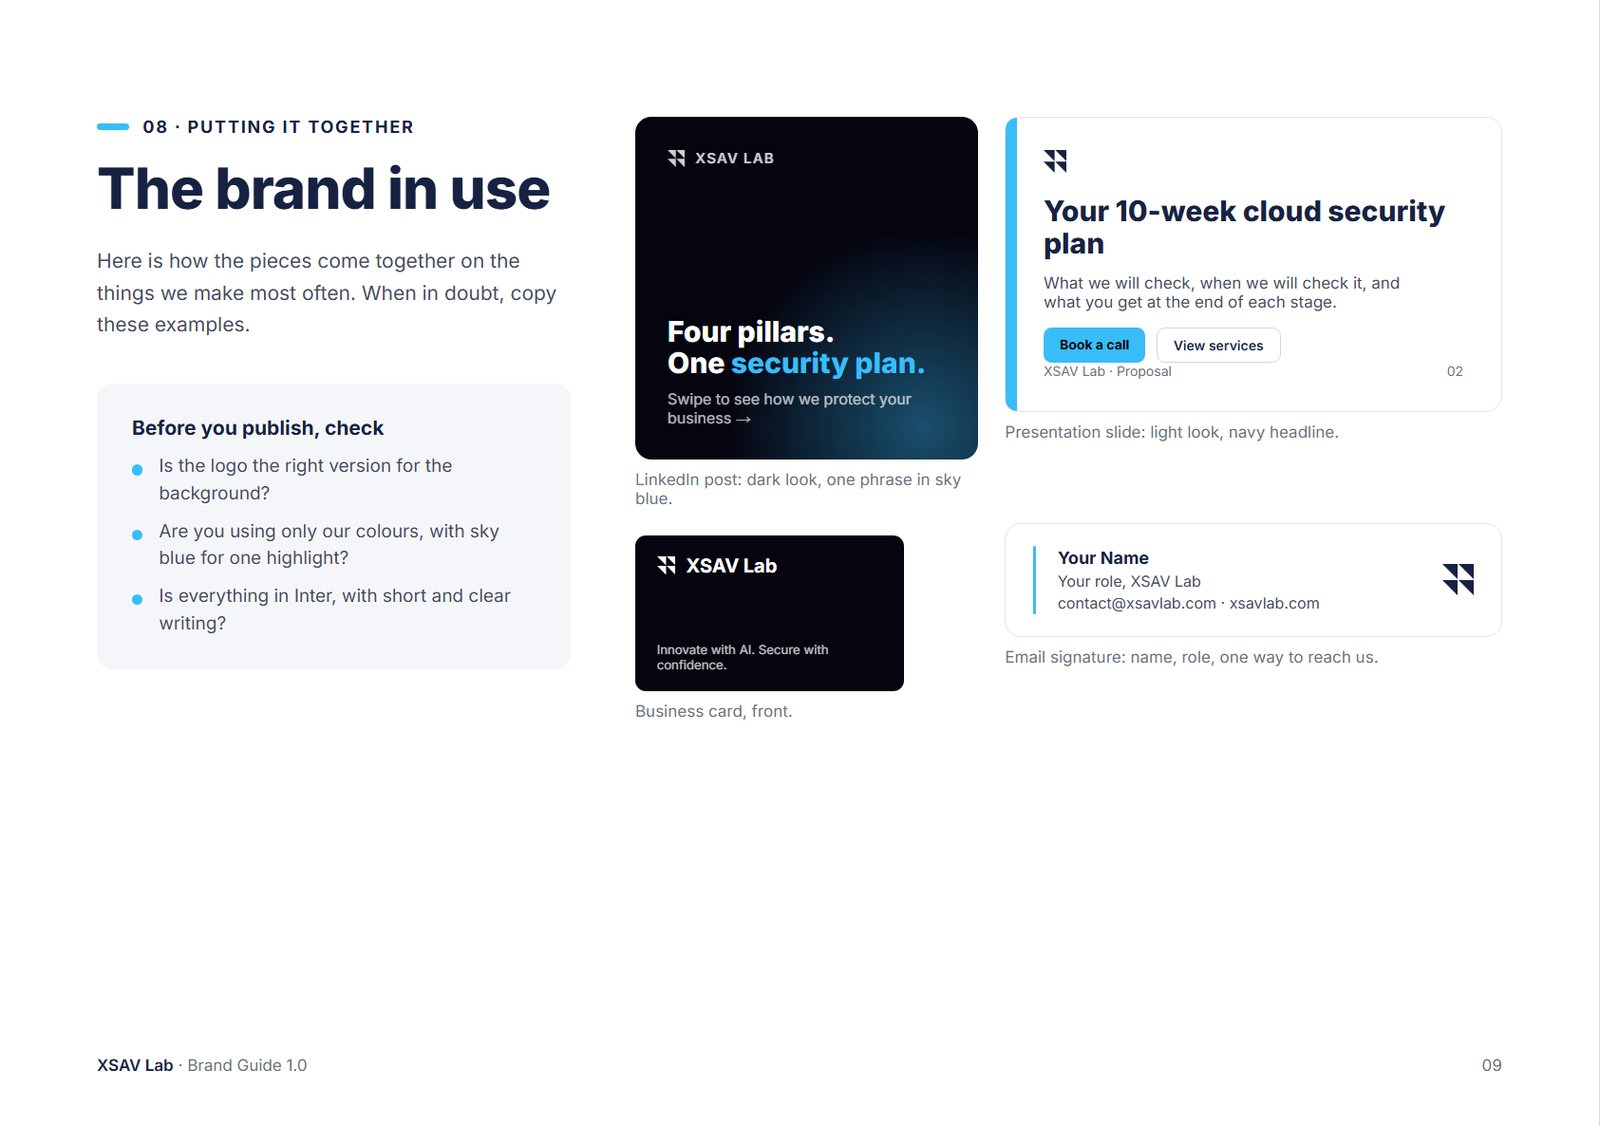 08 · PUTTING IT TOGETHER
The brand in use
Here is how the pieces come together on the
things we make most often. When in doubt, copy
these examples.
Before you publish, check
Is the logo the right version for the
background?
Are you using only our colours, with sky
blue for one highlight?
Is everything in Inter, with short and clear
writing?
XSAV LAB
Four pillars.
One security plan.
Swipe to see how we protect your
business →
LinkedIn post: dark look, one phrase in sky
blue.
XSAV Lab
Innovate with AI. Secure with
confidence.
Business card, front.
Your 10-week cloud security
plan
What we will check, when we will check it, and
what you get at the end of each stage.
Book a call
View services
XSAV Lab · Proposal
02
Presentation slide: light look, navy headline.
Your Name
Your role, XSAV Lab
contact@xsavlab.com · xsavlab.com
Email signature: name, role, one way to reach us.
XSAV Lab · Brand Guide 1.0
09